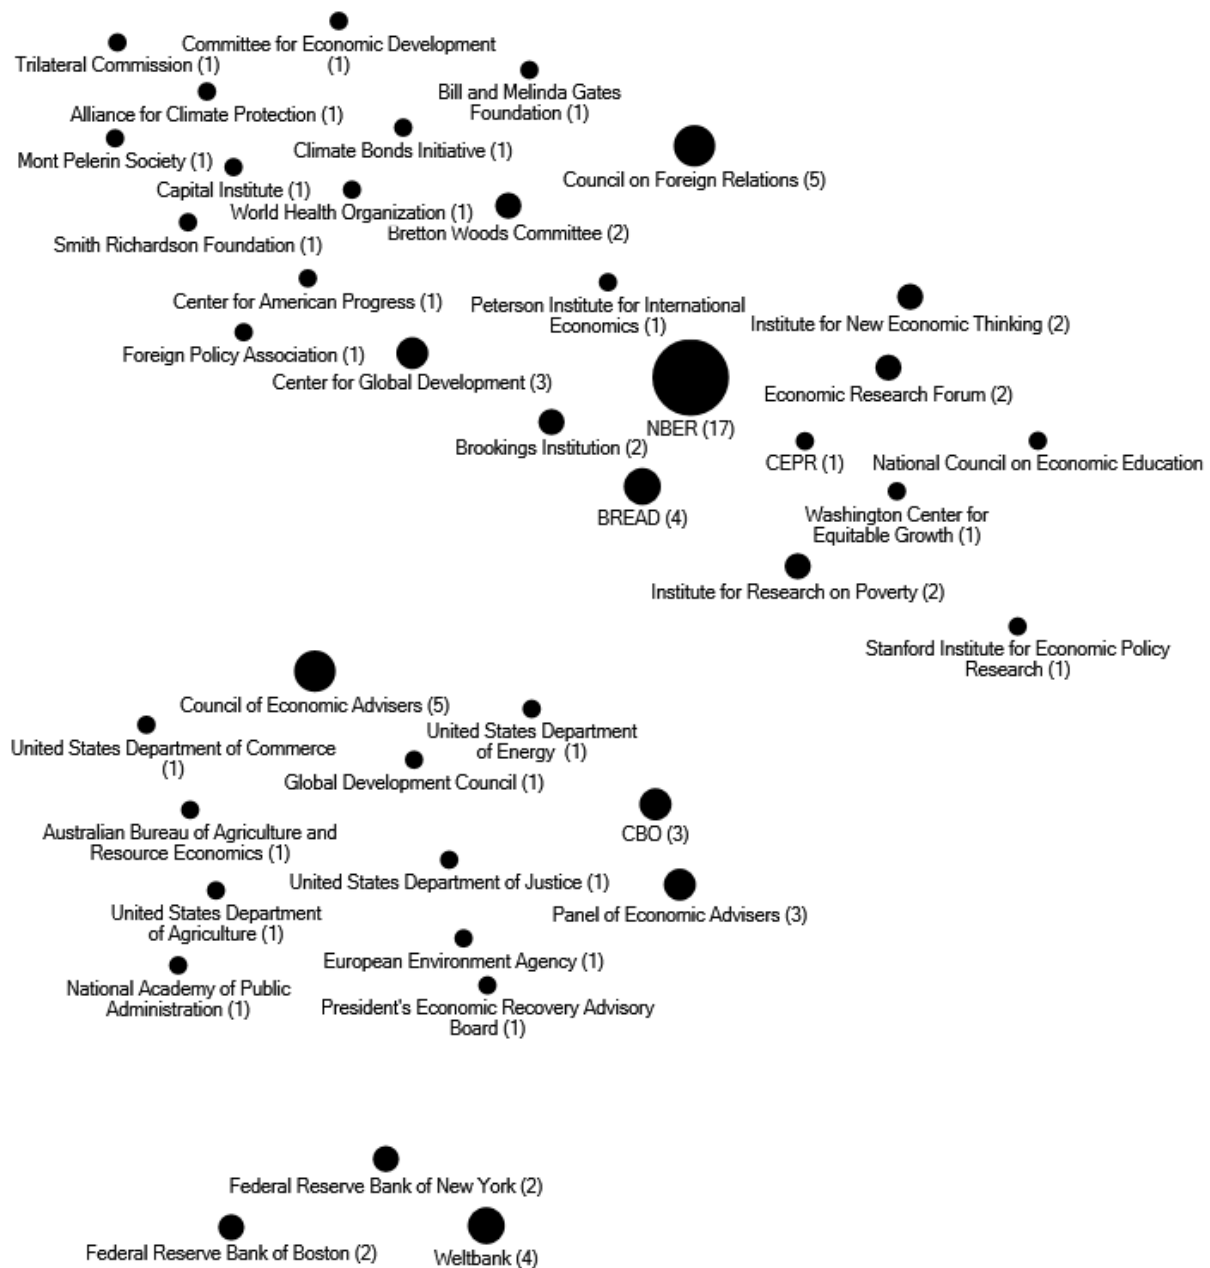 Committee for Economic Development
(1)
Trilateral Commission (1)
Bill and Melinda Gates
Foundation (1)
Alliance for Climate Protection (1)
Climate Bonds Initiative (1)
Mont Pelerin Society (1)
Council on Foreign Relations (5)
Capital Institute (1)
World Health Organization (1)
Bretton Woods Committee (2)
Smith Richardson Foundation (1)
Center for American Progress (1)
Peterson Institute for International
Economics (1)
Institute for New Economic Thinking (2)
Foreign Policy Association (1)
Center for Global Development (3)
Economic Research Forum (2)
NBER (17)
Brookings Institution (2)
CEPR (1)
National Council on Economic Education
BREAD (4)
Washington Center for
Equitable Growth (1)
Institute for Research on Poverty (2)
Stanford Institute for Economic Policy
Research (1)
Council of Economic Advisers (5)
United States Department
of Energy (1)
United States Department of Commerce
(1)
Global Development Council (1)
Australian Bureau of Agriculture and
Resource Economics (1)
CBO (3)
United States Department of Justice (1)
United States Department
of Agriculture (1)
Panel of Economic Advisers (3)
European Environment Agency (1)
National Academy of Public
Administration (1)
President's Economic Recovery Advisory
Board (1)
Federal Reserve Bank of New York (2)
Federal Reserve Bank of Boston (2)
Weltbank (4)